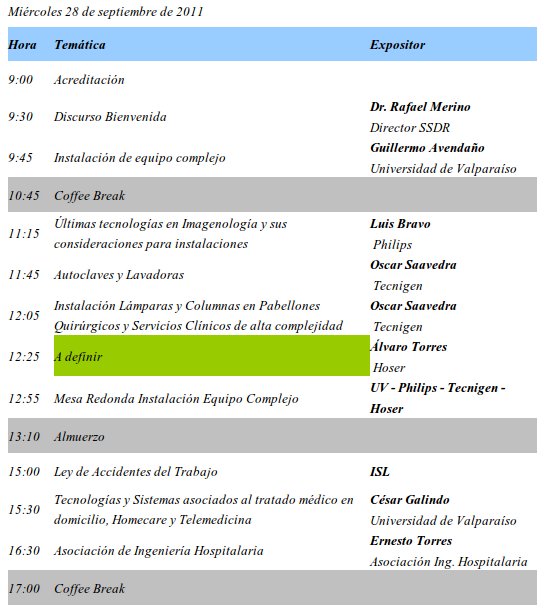 Miércoles 28 de septiembre de 2011
Hora Temática Expositor
9:00 Acreditación
9:30 Discurso Bienvenida Dr. Rafael Merino
Director SSDR
9:45 Instalación de equipo complejo Guillermo Avendaño
Universidad de Valparaíso
10:45 Coffee Break
11:15 Últimas tecnologías en Imagenología y sus
consideraciones para instalaciones Luis Bravo
Philips
11:45 Autoclaves y Lavadoras Oscar Saavedra
Tecnigen
12:05 Instalación Lámparas y Columnas en Pabellones
Quirúrgicos y Servicios Clínicos de alta complejidad Oscar Saavedra
Tecnigen
12:25 A definir Álvaro Torres
Hoser
12:55 Mesa Redonda Instalación Equipo Complejo UV - Philips - Tecnigen -
Hoser
13:10 Almuerzo
15:00 Ley de Accidentes del Trabajo ISL
15:30 Tecnologías y Sistemas asociados al tratado médico en
domicilio, Homecare y Telemedicina César Galindo
Universidad de Valparaíso
16:30 Asociación de Ingeniería Hospitalaria Ernesto Torres
Asociación Ing. Hospitalaria
17:00 Coffee Break